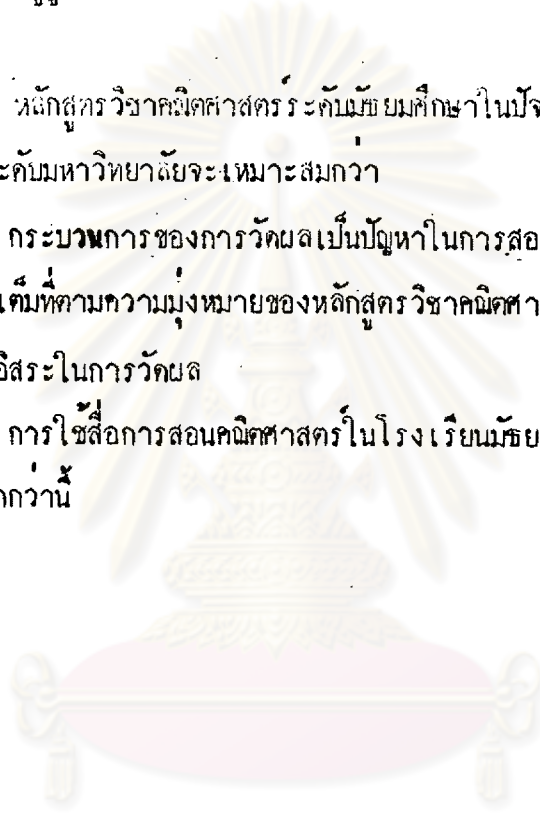 หลักสูตรวิชาคณิตศาสตร์ระดับมัธยมศึกษาในปัจ
ะดับมหาวิทยาลัยจะเหมาะสมกว่า
กระบวนการของการวัดผลเป็นปัญหาในการสอ
เต็มที่ตามความมุ่งหมายของหลักสูตรวิชาคณิตศา
อิสระในการวัดผล
การใช้สื่อการสอนคณิตศาสตร์ในโรงเรียนมัธย
กกว่านี้